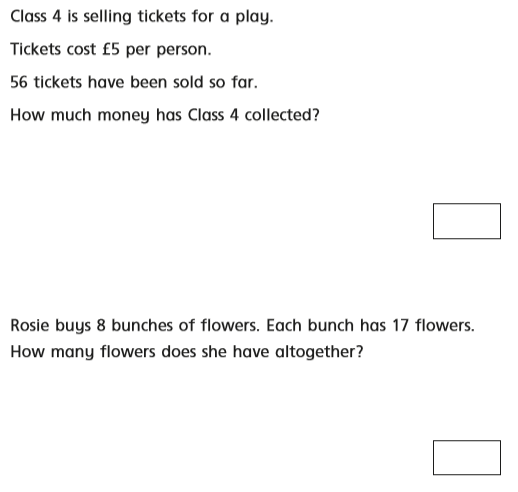 Class 4 is selling tickets for a play.
Tickets cost £5 per person.
56 tickets have been sold so far.
How much money has Class 4 collected?
Rosie buys 8 bunches of flowers. Each bunch has 17 flowers.
How many flowers does she have altogether?